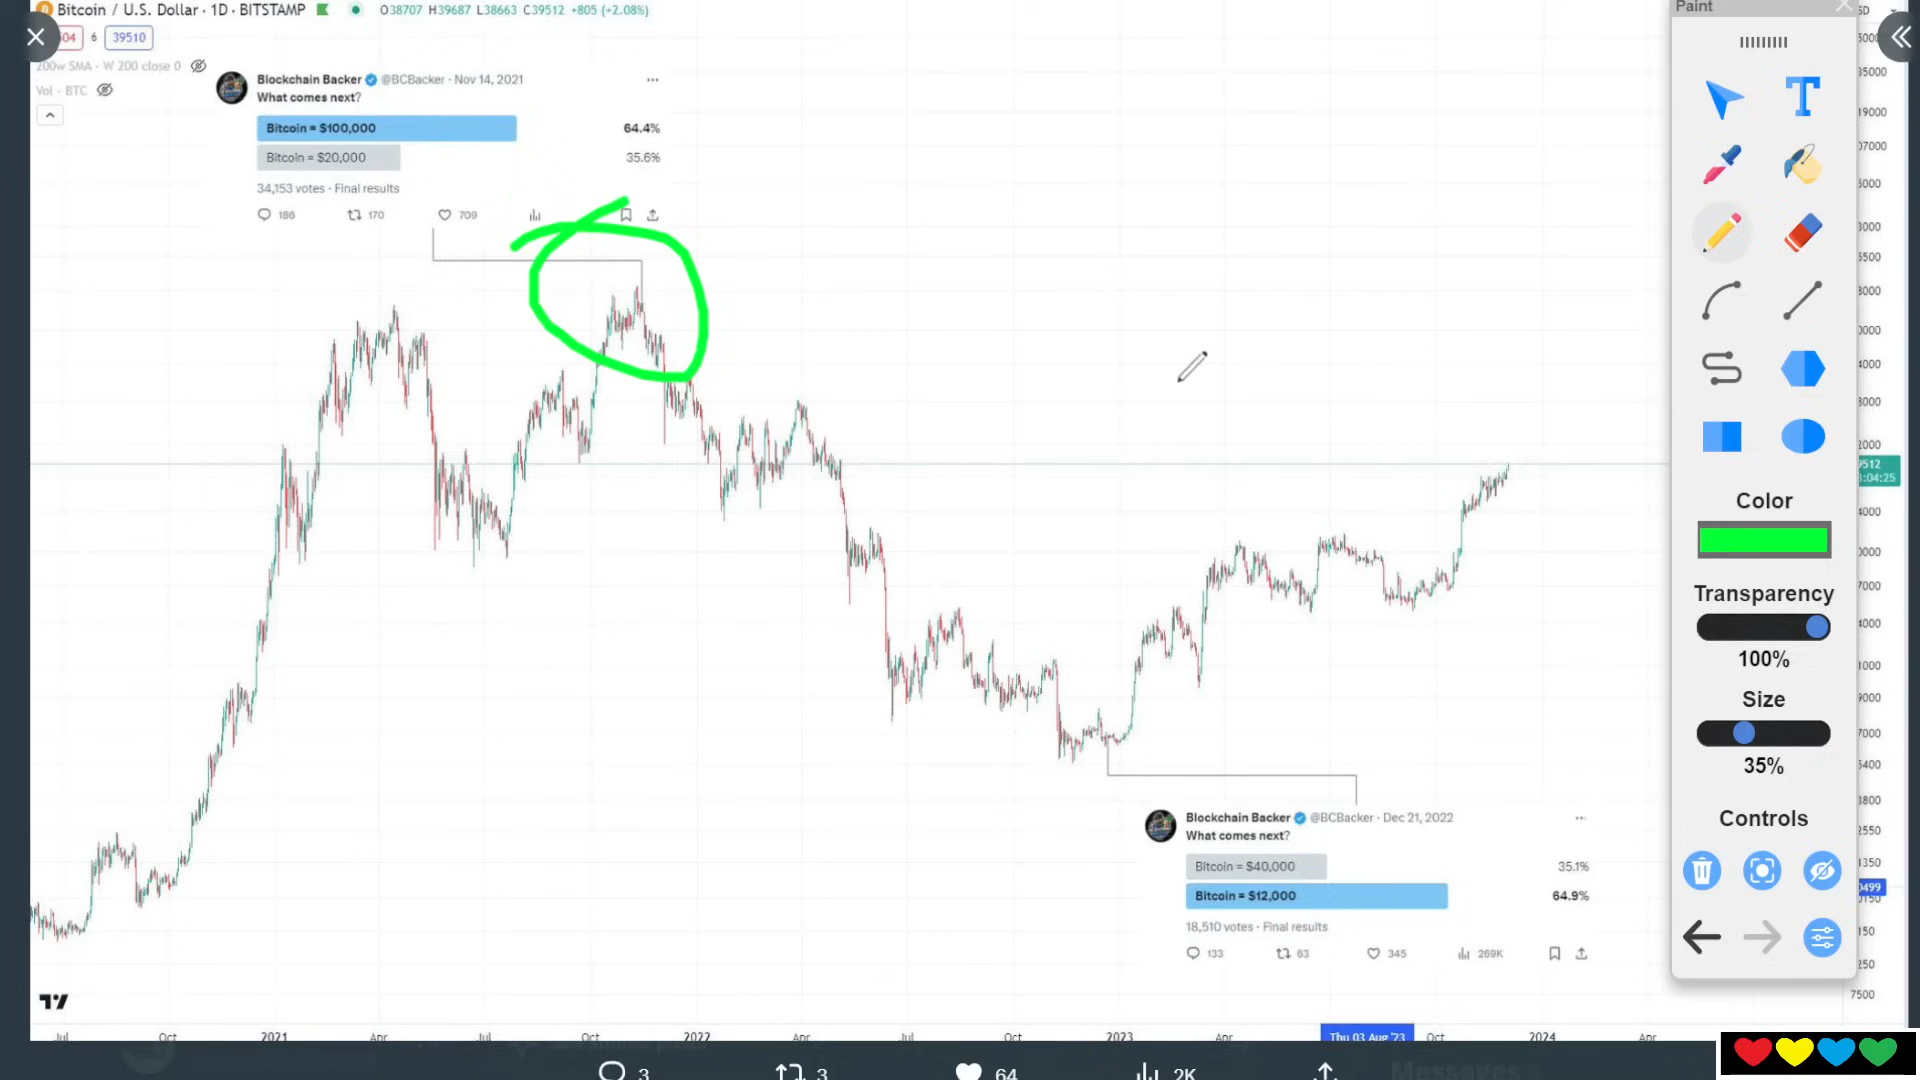 Bitcoin / U.S. Dollar · 1D · BITSTAMP O38707 H39687 L38663 C39512 +805 (+2.08%)
6 39510
200w SMA · W 200 close 0
Vol · BTC
Blockchain Backer @BCBacker · Nov 14, 2021
What comes next?
Bitcoin = $100,000 64.4%
Bitcoin = $20,000 35.6%
34,153 votes · Final results
186 170 709
Blockchain Backer @BCBacker · Dec 21, 2022
What comes next?
Bitcoin = $40,000 35.1%
Bitcoin = $12,000 64.9%
18,510 votes · Final results
133 63 345 269K
Jul Oct 2021 Apr Jul Oct 2022 Apr Jul Oct 2023 Apr Thu 03 Aug '23 Oct 2024 Apr
7500
3 3 64 2K
Messages
Paint
T
Color
Transparency
100%
Size
35%
Controls